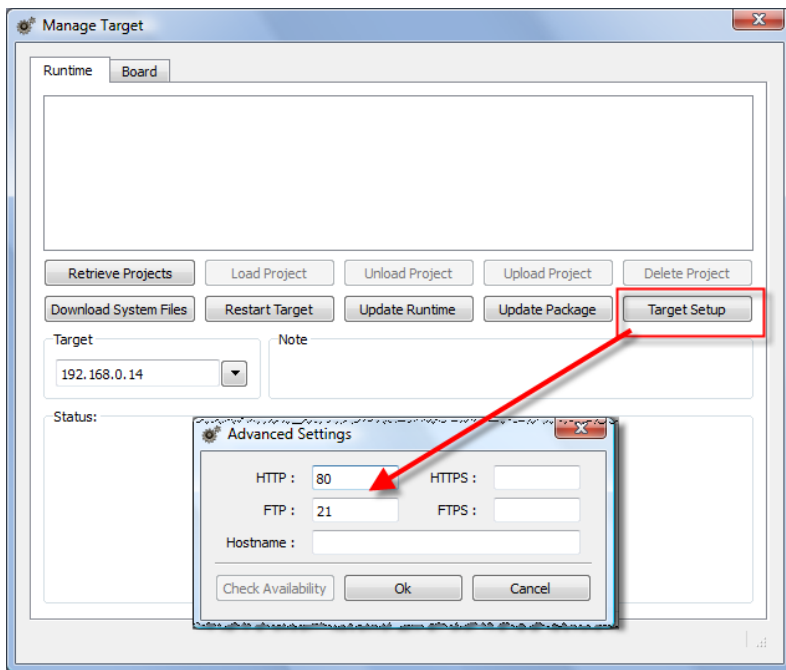 Manage Target
Runtime Board
Retrieve Projects Load Project Unload Project Upload Project Delete Project
Download System Files Restart Target Update Runtime Update Package Target Setup
Target Note
192.168.0.14
Status:
Advanced Settings
HTTP : 80 HTTPS :
FTP : 21 FTPS :
Hostname :
Check Availability Ok Cancel